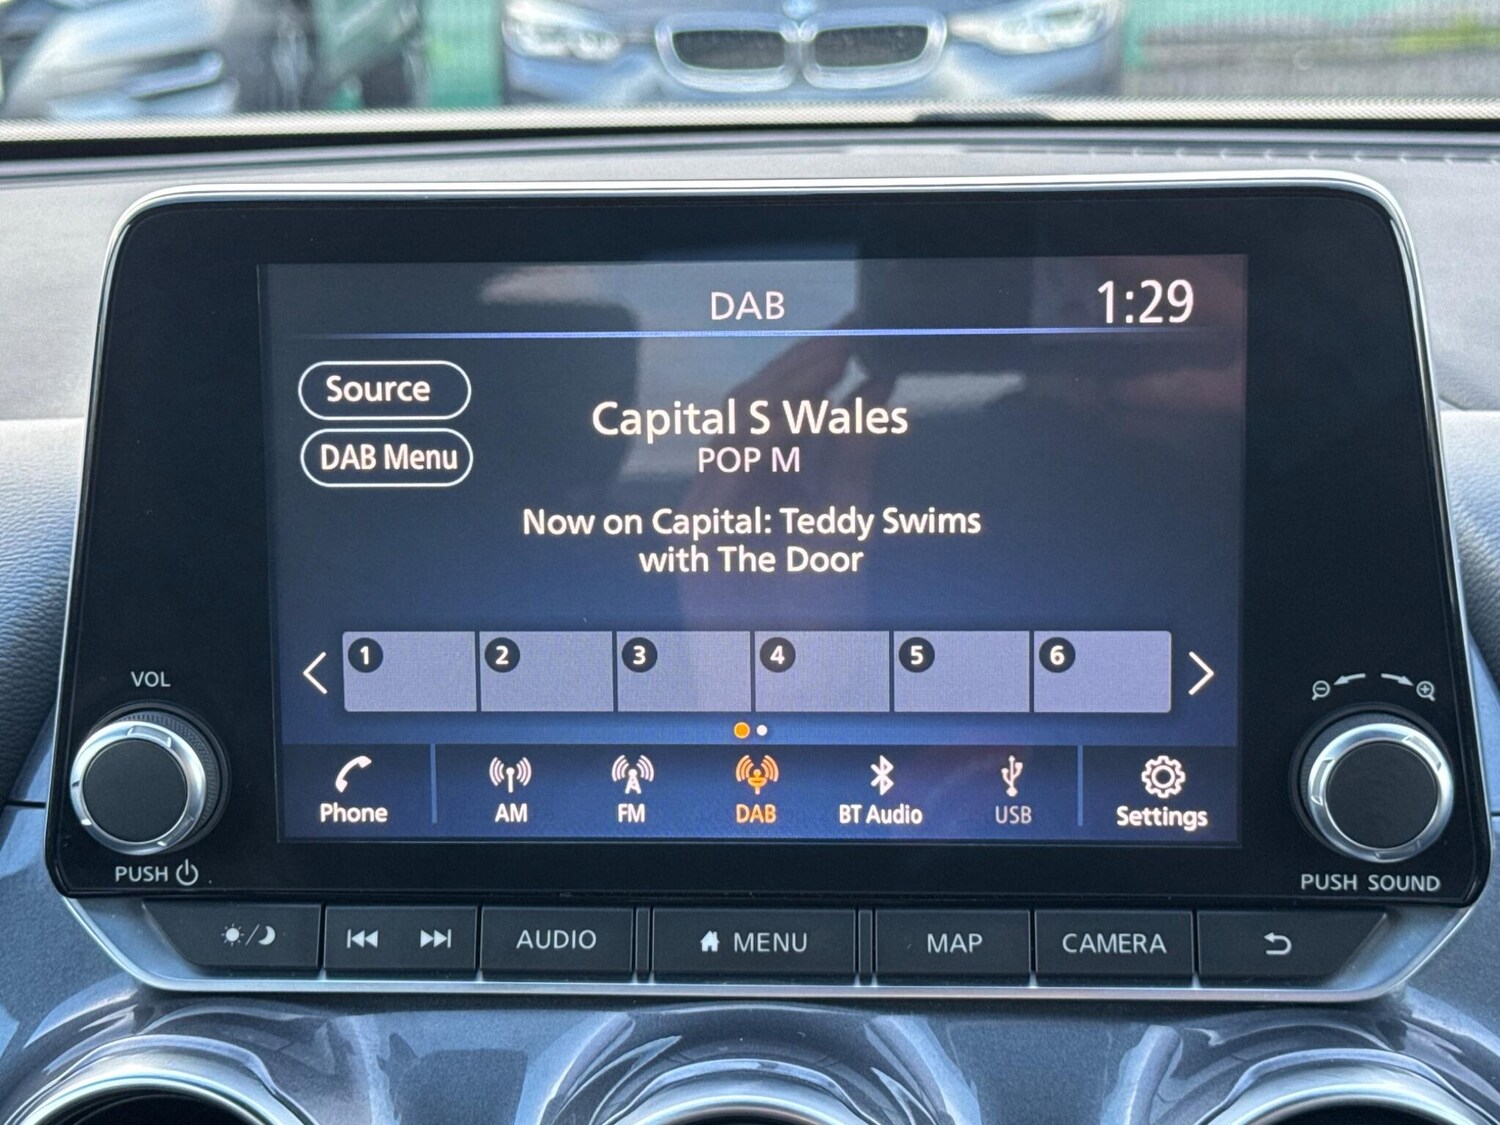 DAB
1:29
Source
DAB Menu
Capital S Wales
POP M
Now on Capital: Teddy Swims
with The Door
1 2 3 4 5 6
Phone AM FM DAB BT Audio USB Settings
VOL
PUSH
PUSH SOUND
AUDIO MENU MAP CAMERA